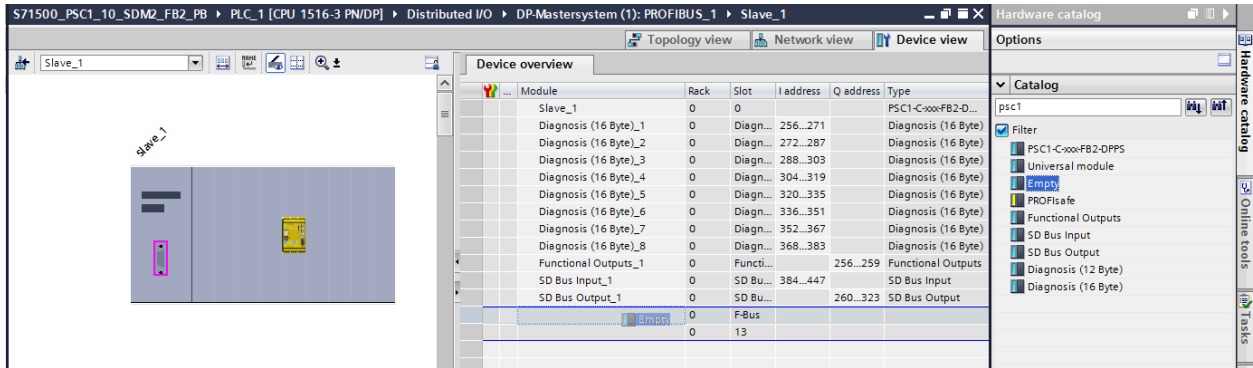 S71500_PSC1_10_SDM2_FB2_PB ▸ PLC_1 [CPU 1516-3 PN/DP] ▸ Distributed I/O ▸ DP-Mastersystem (1): PROFIBUS_1 ▸ Slave_1
Hardware catalog
Topology view Network view Device view
Options
Slave_1
Device overview
... Module Rack Slot I address Q address Type
Slave_1 0 0 PSC1-C-xxx-FB2-D...
Diagnosis (16 Byte)_1 0 Diagn... 256...271 Diagnosis (16 Byte)
Diagnosis (16 Byte)_2 0 Diagn... 272...287 Diagnosis (16 Byte)
Diagnosis (16 Byte)_3 0 Diagn... 288...303 Diagnosis (16 Byte)
Diagnosis (16 Byte)_4 0 Diagn... 304...319 Diagnosis (16 Byte)
Diagnosis (16 Byte)_5 0 Diagn... 320...335 Diagnosis (16 Byte)
Diagnosis (16 Byte)_6 0 Diagn... 336...351 Diagnosis (16 Byte)
Diagnosis (16 Byte)_7 0 Diagn... 352...367 Diagnosis (16 Byte)
Diagnosis (16 Byte)_8 0 Diagn... 368...383 Diagnosis (16 Byte)
Functional Outputs_1 0 Functi... 256...259 Functional Outputs
SD Bus Input_1 0 SD Bu... 384...447 SD Bus Input
SD Bus Output_1 0 SD Bu... 260...323 SD Bus Output
Empty 0 F-Bus
0 13
Slave_1
Catalog
psc1
Filter
PSC1-C-xxx-FB2-DPPS
Universal module
Empty
PROFIsafe
Functional Outputs
SD Bus Input
SD Bus Output
Diagnosis (12 Byte)
Diagnosis (16 Byte)
Hardware catalog
Online tools
Tasks